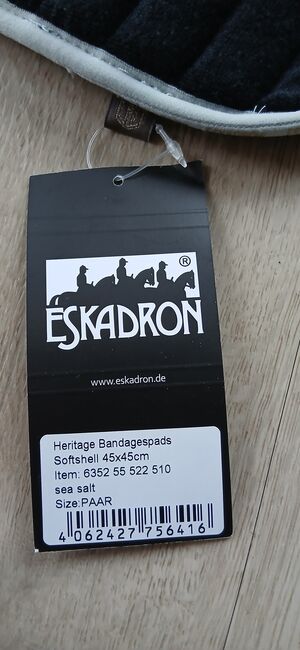 ®
ESKADRON
www.eskadron.de
Heritage Bandagespads
Softshell 45x45cm
Item: 6352 55 522 510
sea salt
Size:PAAR
4 062427 756416